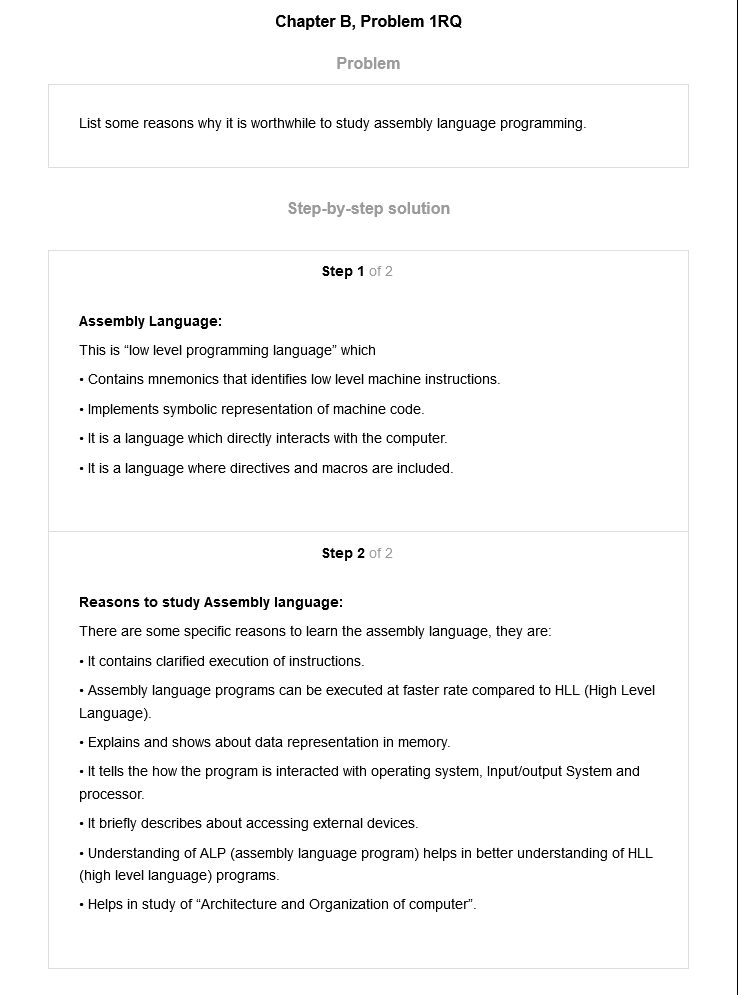 Chapter B, Problem 1RQ
Problem
List some reasons why it is worthwhile to study assembly language programming.
Step-by-step solution
Step 1 of 2
Assembly Language:
This is “low level programming language” which
• Contains mnemonics that identifies low level machine instructions.
• Implements symbolic representation of machine code.
• It is a language which directly interacts with the computer.
• It is a language where directives and macros are included.
Step 2 of 2
Reasons to study Assembly language:
There are some specific reasons to learn the assembly language, they are:
• It contains clarified execution of instructions.
• Assembly language programs can be executed at faster rate compared to HLL (High Level
Language).
• Explains and shows about data representation in memory.
• It tells the how the program is interacted with operating system, Input/output System and
processor.
• It briefly describes about accessing external devices.
• Understanding of ALP (assembly language program) helps in better understanding of HLL
(high level language) programs.
• Helps in study of “Architecture and Organization of computer”.